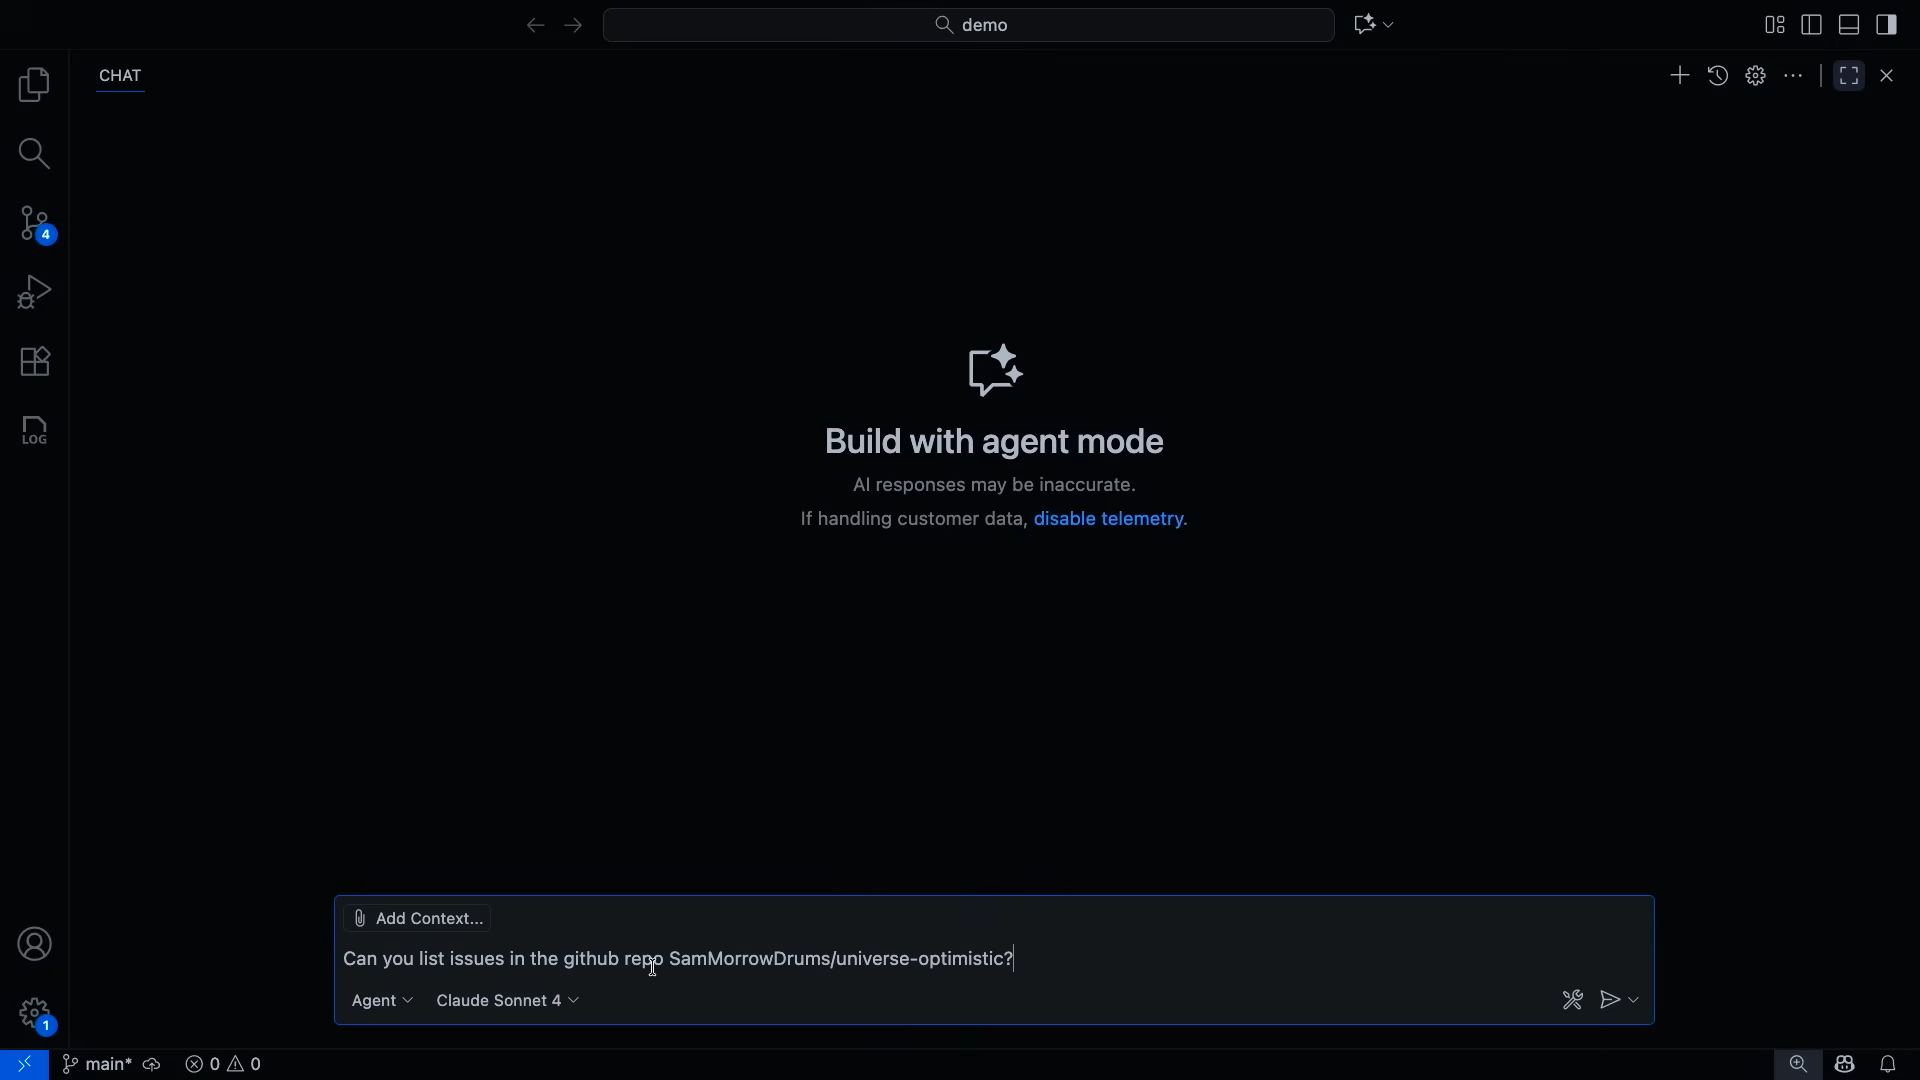 demo
CHAT
4
LOG
Build with agent mode
AI responses may be inaccurate.
If handling customer data, disable telemetry.
Add Context...
Can you list issues in the github repo SamMorrowDrums/universe-optimistic?
Agent Claude Sonnet 4
1
main* 0 0